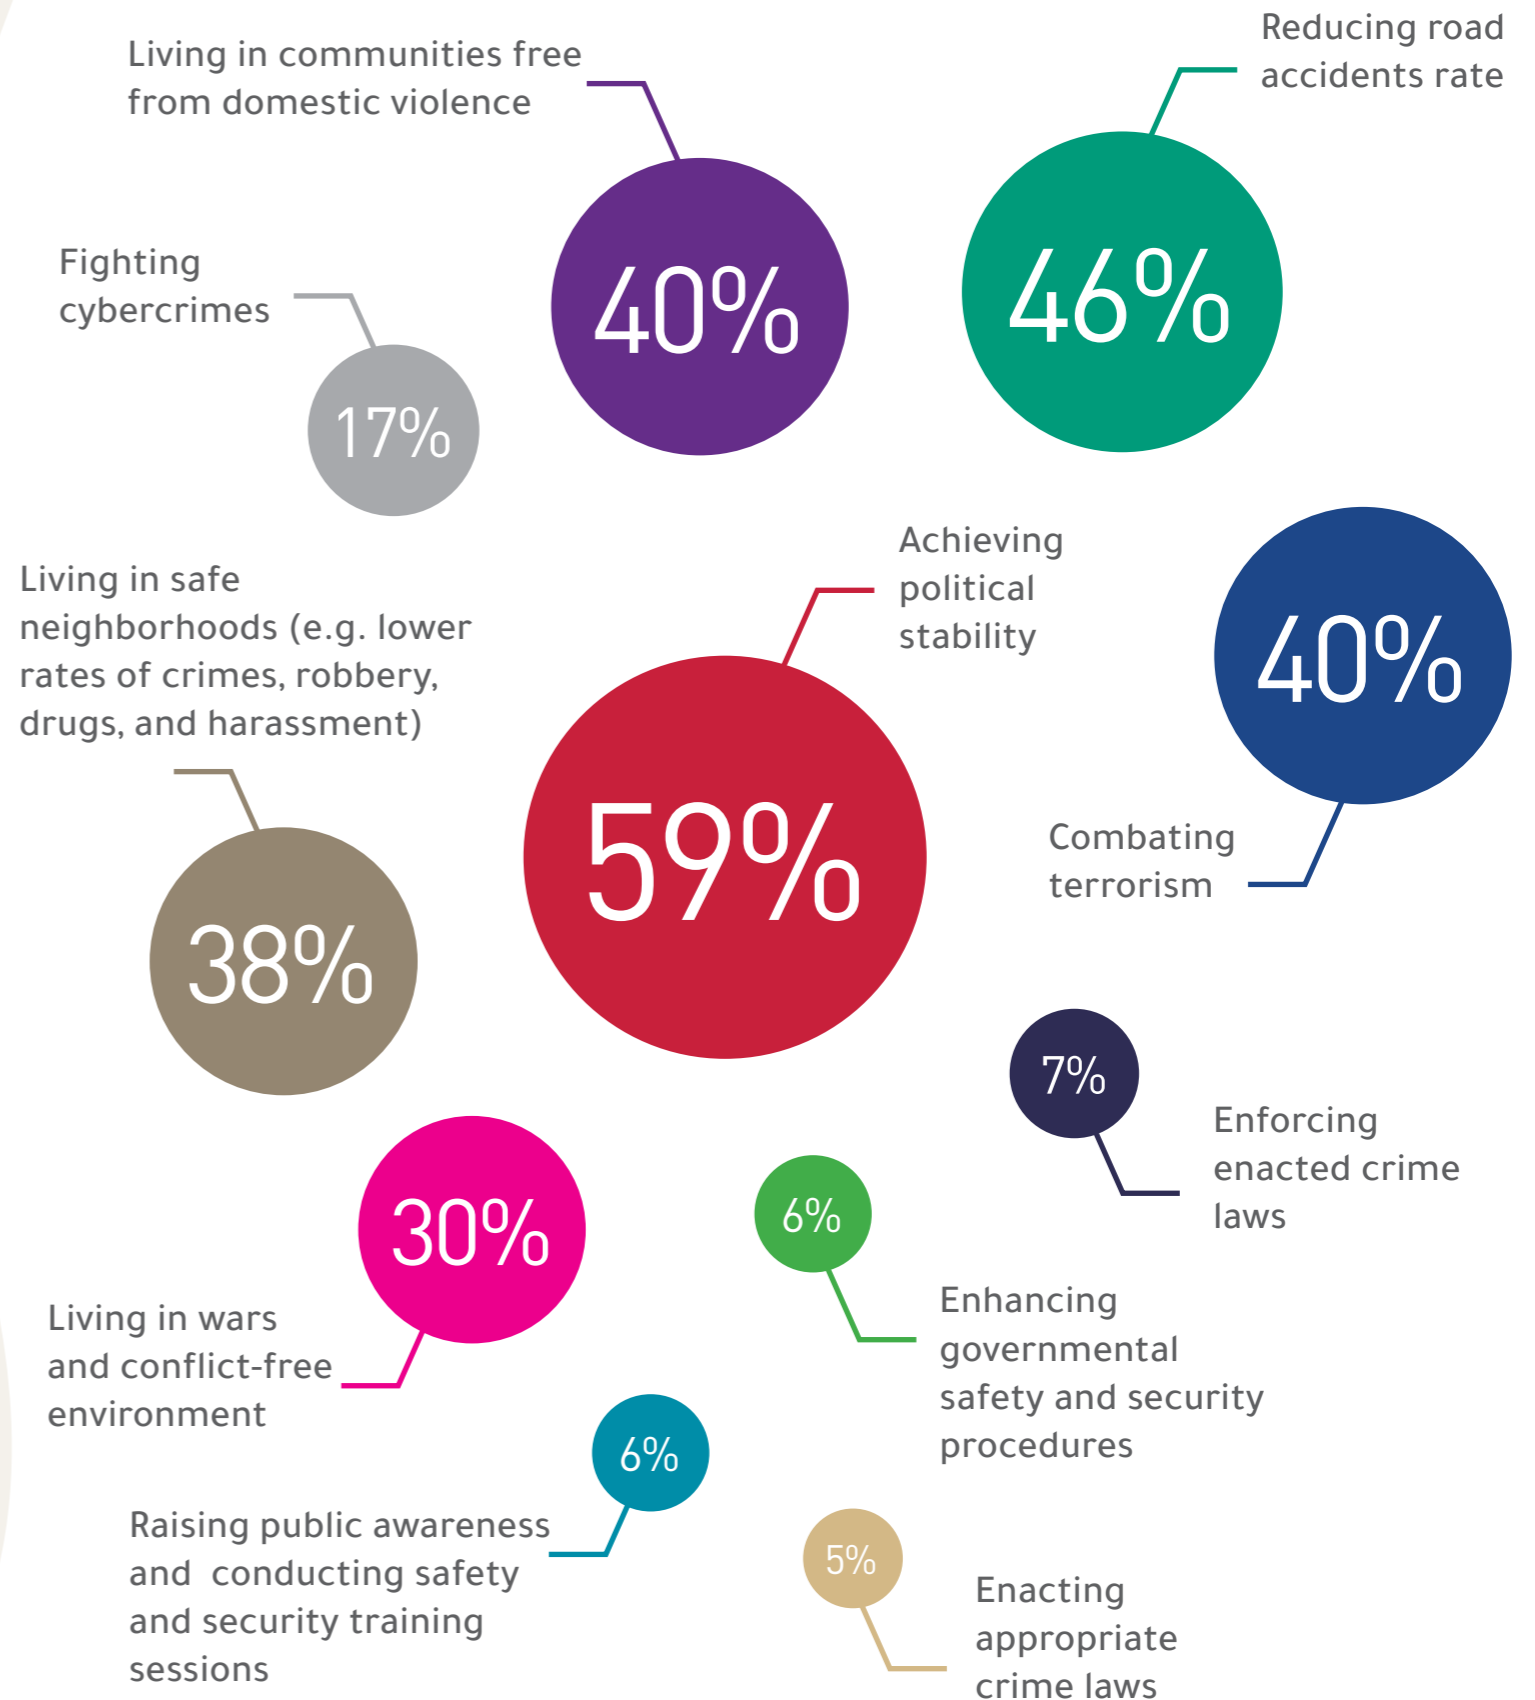 Living in communities free
from domestic violence
40%
Reducing road
accidents rate
46%
Fighting
cybercrimes
17%
Achieving
political
stability
59%
40%
Combating
terrorism
Living in safe
neighborhoods (e.g. lower
rates of crimes, robbery,
drugs, and harassment)
38%
7%
Enforcing
enacted crime
laws
30%
Living in wars
and conflict-free
environment
6%
Enhancing
governmental
safety and security
procedures
6%
Raising public awareness
and conducting safety
and security training
sessions
5%
Enacting
appropriate
crime laws